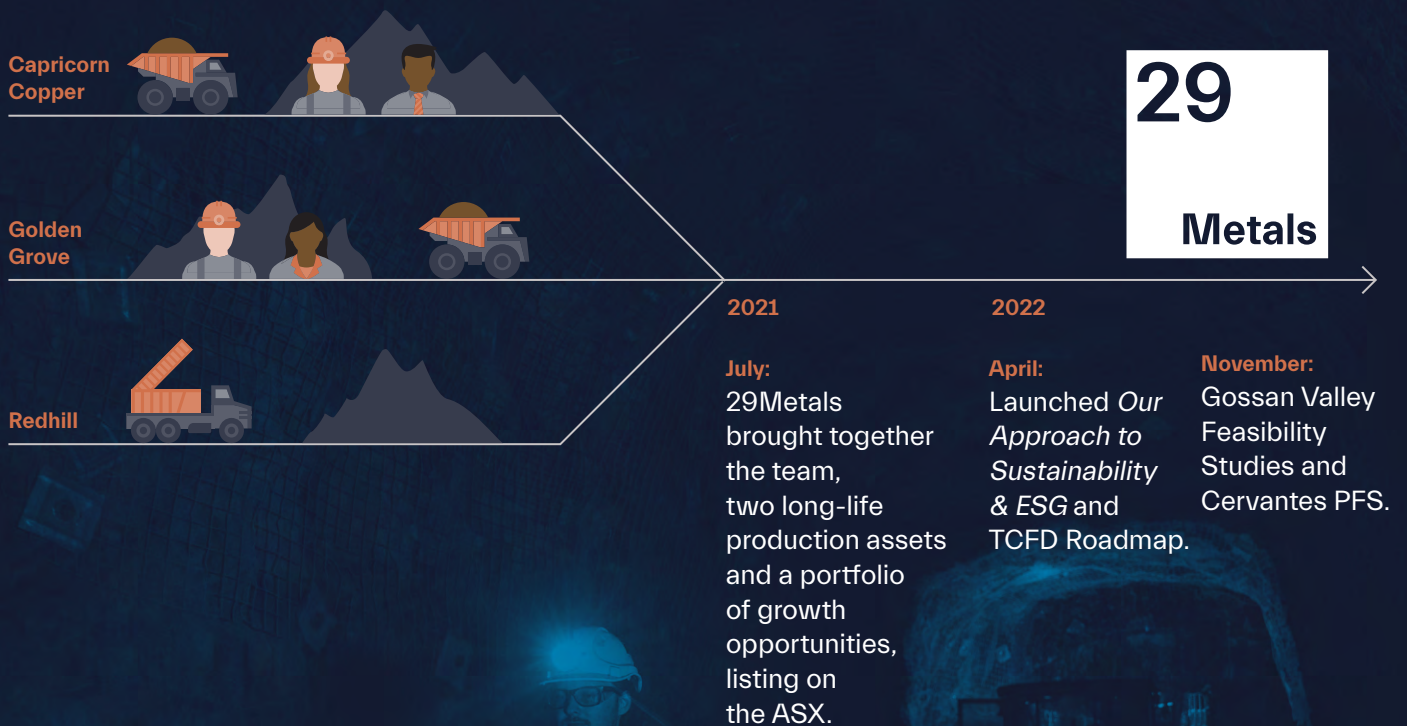 Capricorn
Copper
29
Metals
Golden
Grove
Redhill
2021
July:
29Metals
brought together
the team,
two long-life
production assets
and a portfolio
of growth
opportunities,
listing on
the ASX.
2022
April:
Launched Our
Approach to
Sustainability
& ESG and
TCFD Roadmap.
November:
Gossan Valley
Feasibility
Studies and
Cervantes PFS.